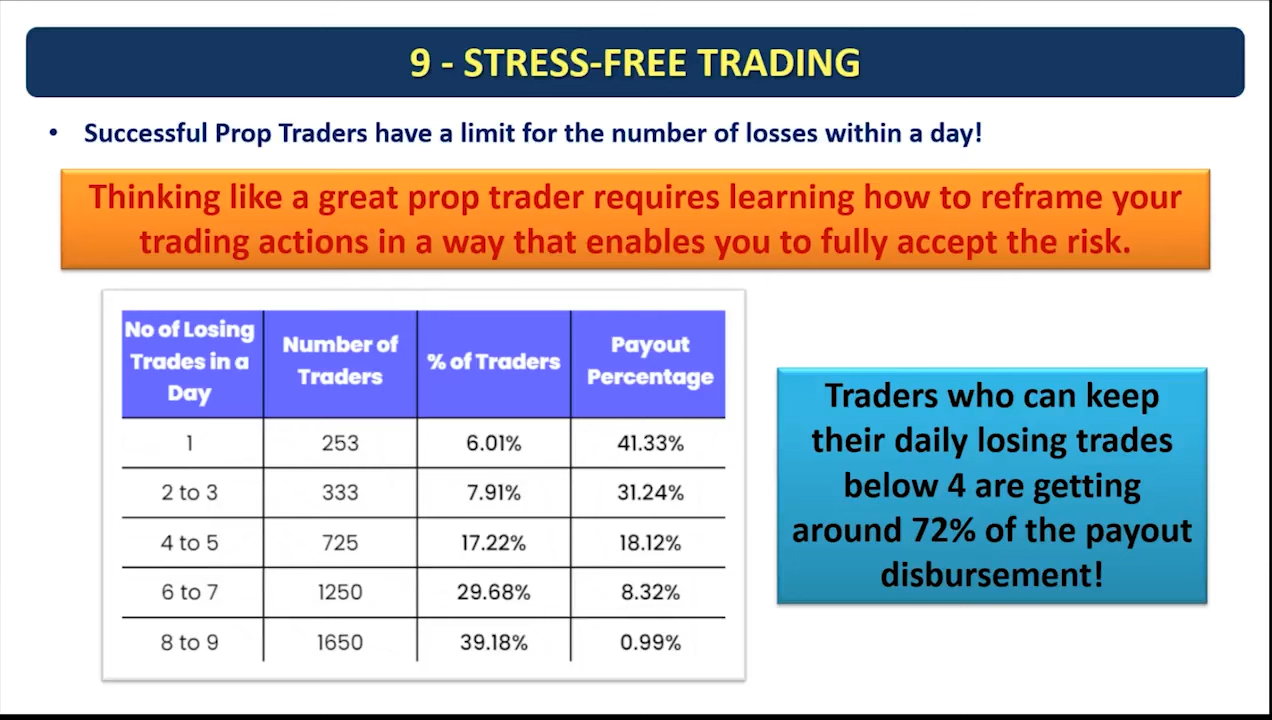 9 - STRESS-FREE TRADING
• Successful Prop Traders have a limit for the number of losses within a day!
Thinking like a great prop trader requires learning how to reframe your
trading actions in a way that enables you to fully accept the risk.
No of Losing Trades in a Day | Number of Traders | % of Traders | Payout Percentage
1 | 253 | 6.01% | 41.33%
2 to 3 | 333 | 7.91% | 31.24%
4 to 5 | 725 | 17.22% | 18.12%
6 to 7 | 1250 | 29.68% | 8.32%
8 to 9 | 1650 | 39.18% | 0.99%
Traders who can keep
their daily losing trades
below 4 are getting
around 72% of the payout
disbursement!